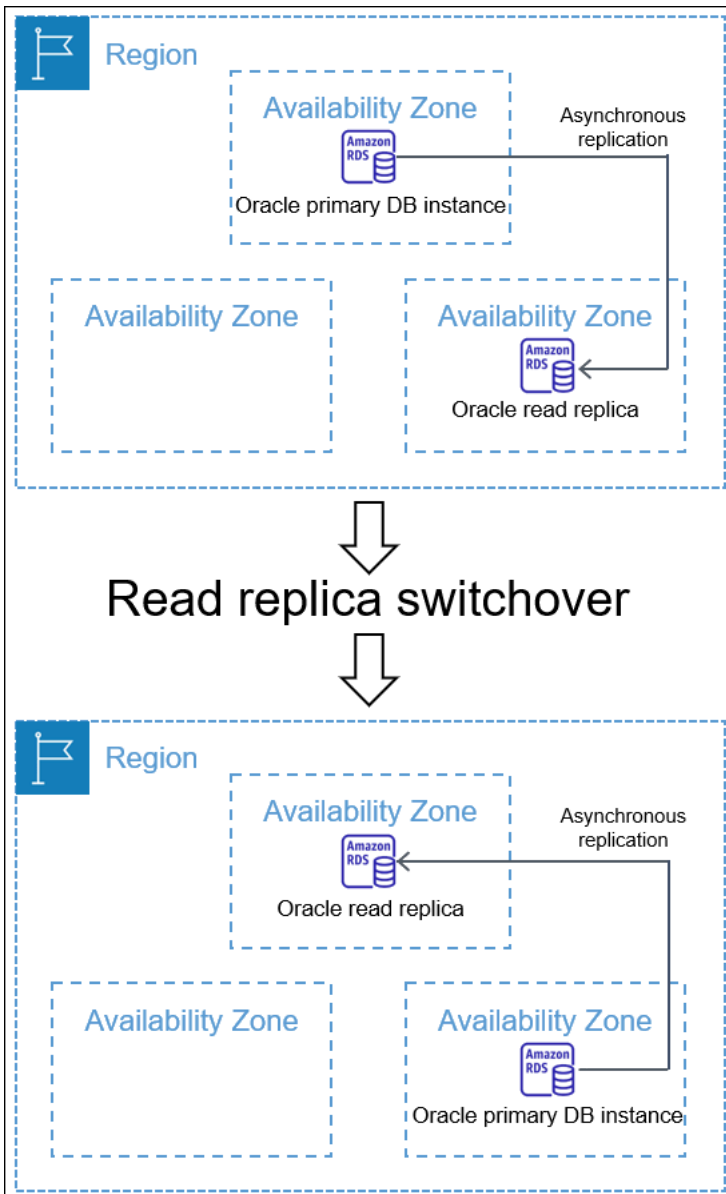 Region
Availability Zone
Asynchronous
replication
Amazon
RDS
Oracle primary DB instance
Availability Zone
Availability Zone
Amazon
RDS
Oracle read replica
Read replica switchover
Region
Availability Zone
Asynchronous
replication
Amazon
RDS
Oracle read replica
Availability Zone
Availability Zone
Amazon
RDS
Oracle primary DB instance